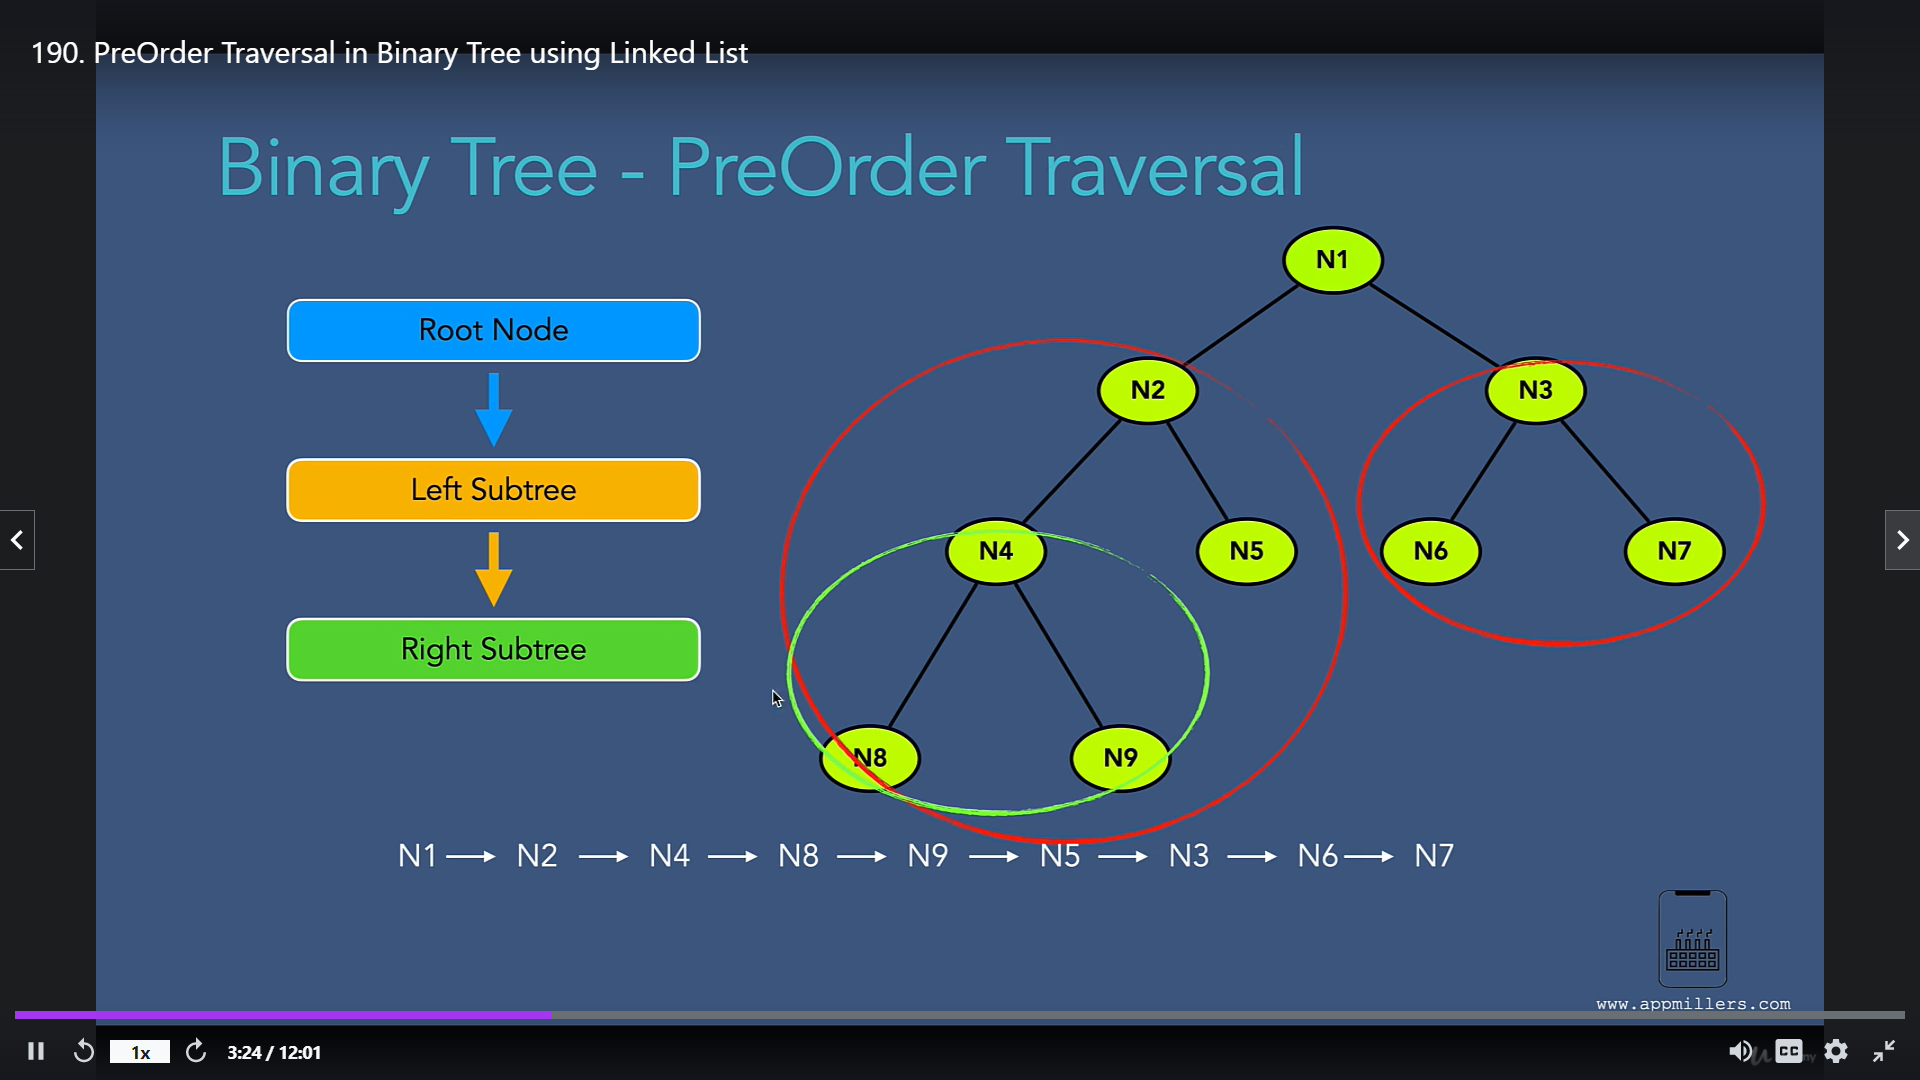 190. PreOrder Traversal in Binary Tree using Linked List
Binary Tree - PreOrder Traversal
N1
Root Node
N2
N3
Left Subtree
N4
N5
N6
N7
Right Subtree
N8
N9
N1 → N2 → N4 → N8 → N9 → N5 → N3 → N6 → N7
www.appmillers.com
1x
3:24 / 12:01
CC